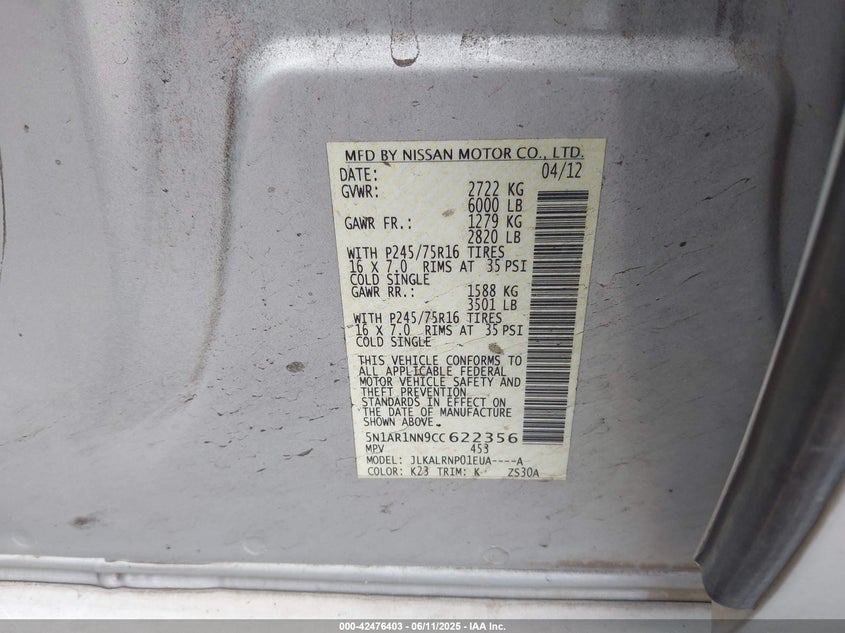 MFD BY NISSAN MOTOR CO., LTD.
DATE: 04/12
GVWR: 2722 KG
6000 LB
GAWR FR.: 1279 KG
2820 LB
WITH P245/75R16 TIRES
16 X 7.0 RIMS AT 35 PSI
COLD SINGLE
GAWR RR.: 1588 KG
3501 LB
WITH P245/75R16 TIRES
16 X 7.0 RIMS AT 35 PSI
COLD SINGLE
THIS VEHICLE CONFORMS TO
ALL APPLICABLE FEDERAL
MOTOR VEHICLE SAFETY AND
THEFT PREVENTION
STANDARDS IN EFFECT ON
THE DATE OF MANUFACTURE
SHOWN ABOVE.
5N1AR1NN9CC622356
MPV 453
MODEL: JLKALRNP01EUA----A
COLOR: K23 TRIM: K ZS30A
000-42476403 - 06/11/2025 - IAA Inc.